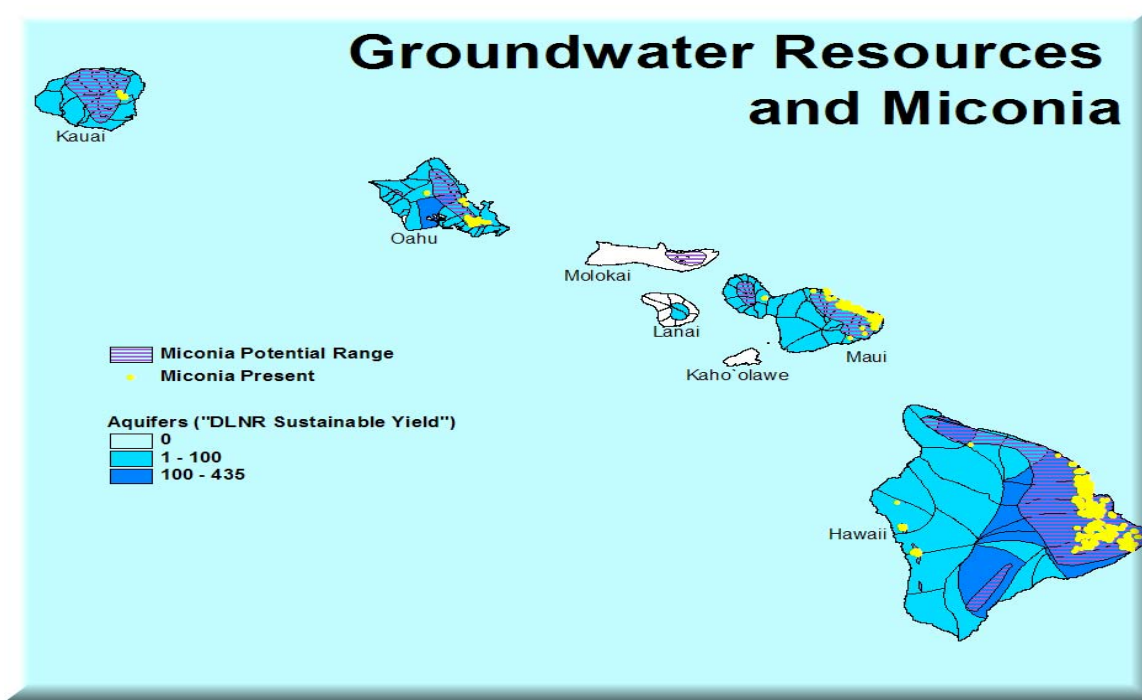 Groundwater Resources
and Miconia
Kauai
Oahu
Molokai
Lanai
Kaho`olawe
Maui
Hawaii
Miconia Potential Range
Miconia Present
Aquifers ("DLNR Sustainable Yield")
0
1 - 100
100 - 435